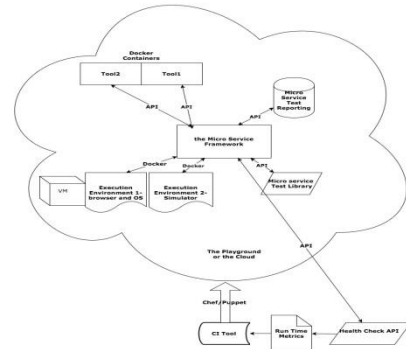 Docker
Containers
Tool2
Tool1
API
API
Micro
Service
Test
Reporting
API
the Micro Service
Framework
Docker
Docker
API
VM
Execution
Environment 1-
browser and OS
Execution
Environment 2-
Simulator
Micro service
Test Library
The Playground
or the Cloud
API
Chef/Puppet
CI Tool
Run Time
Metrics
Health Check API